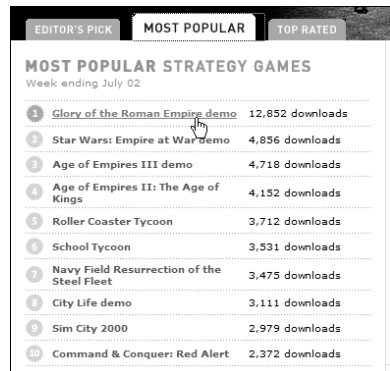 EDITOR'S PICK MOST POPULAR TOP RATED
MOST POPULAR STRATEGY GAMES
Week ending July 02
1 Glory of the Roman Empire demo 12,852 downloads
2 Star Wars: Empire at War demo 4,856 downloads
3 Age of Empires III demo 4,718 downloads
4 Age of Empires II: The Age of
Kings 4,152 downloads
5 Roller Coaster Tycoon 3,712 downloads
6 School Tycoon 3,531 downloads
7 Navy Field Resurrection of the
Steel Fleet 3,475 downloads
8 City Life demo 3,111 downloads
9 Sim City 2000 2,979 downloads
10 Command & Conquer: Red Alert 2,372 downloads